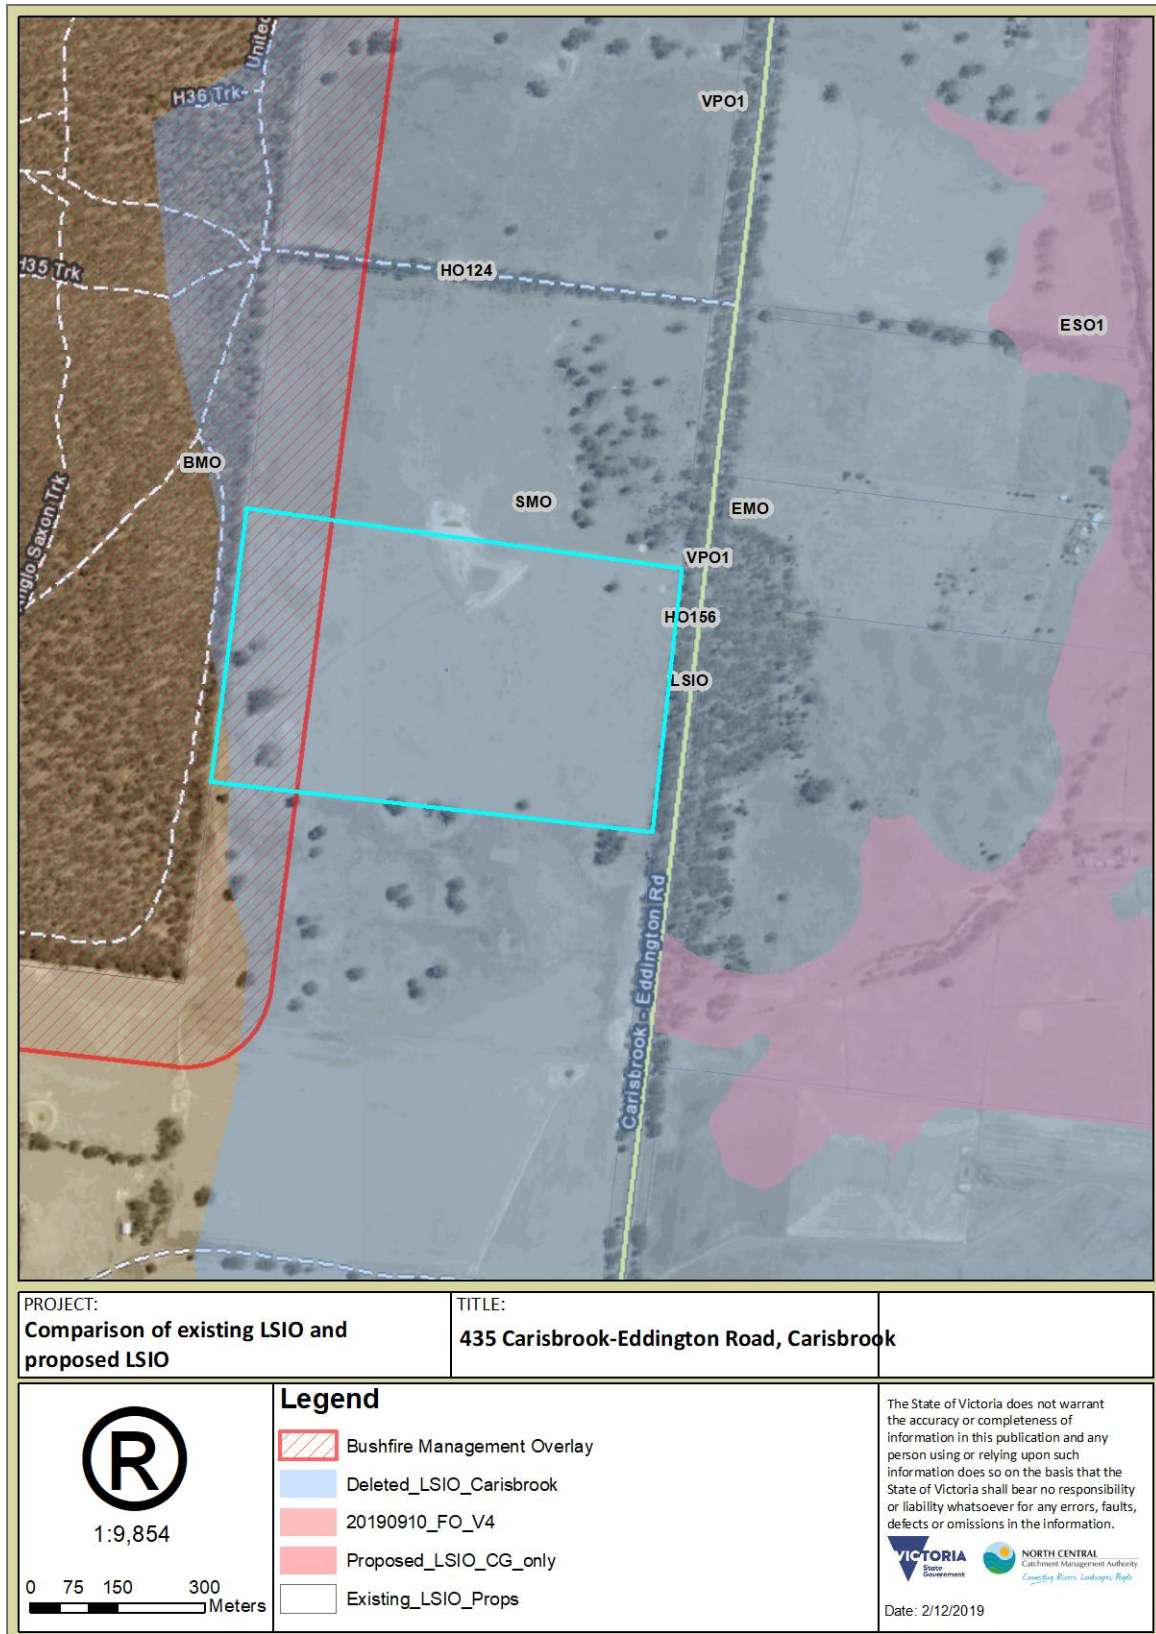 United
H36 Trk
VPO1
H35 Trk
HO124
ESO1
BMO
SMO
EMO
Anglo Saxon Trk
VPO1
HO156
LSIO
Carisbrook - Eddington Rd
PROJECT:
Comparison of existing LSIO and
proposed LSIO
TITLE:
435 Carisbrook-Eddington Road, Carisbrook
R
1:9,854
0 75 150 300
Meters
Legend
Bushfire Management Overlay
Deleted_LSIO_Carisbrook
20190910_FO_V4
Proposed_LSIO_CG_only
Existing_LSIO_Props
The State of Victoria does not warrant
the accuracy or completeness of
information in this publication and any
person using or relying upon such
information does so on the basis that the
State of Victoria shall bear no responsibility
or liability whatsoever for any errors, faults,
defects or omissions in the information.
VICTORIA
State
Government
NORTH CENTRAL
Catchment Management Authority
Connecting Rivers, Landscapes, People
Date: 2/12/2019